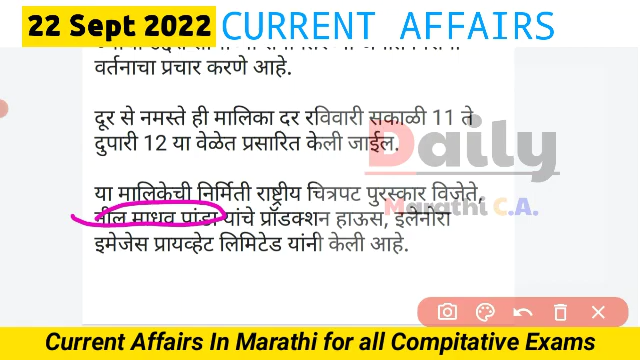 22 Sept 2022 CURRENT AFFAIRS
वर्तनाचा प्रचार करणे आहे.
दूर से नमस्ते ही मालिका दर रविवारी सकाळी 11 ते
दुपारी 12 या वेळेत प्रसारित केली जाईल.
Daily
या मालिकेची निर्मिती राष्ट्रीय चित्रपट पुरस्कार विजेते,
नील माधव पांडा यांचे प्रॉडक्शन हाऊस, इलेनोरा
Marathi C.A.
इमेजेस प्रायव्हेट लिमिटेड यांनी केली आहे.
Current Affairs In Marathi for all Compitative Exams